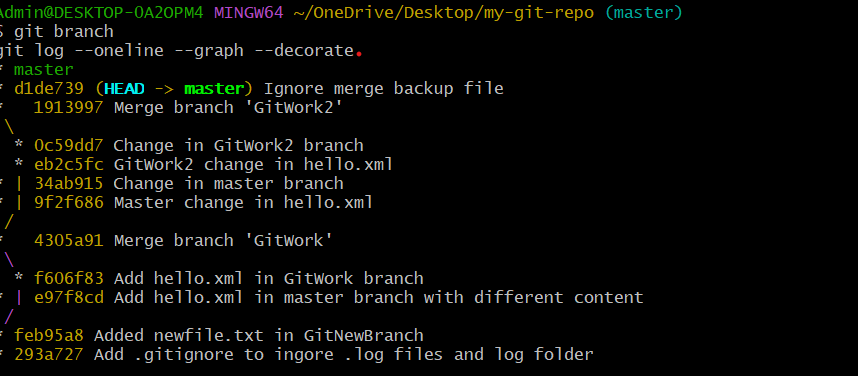 Admin@DESKTOP-0A2OPM4 MINGW64 ~/OneDrive/Desktop/my-git-repo (master)
$ git branch
git log --oneline --graph --decorate.
* master
* d1de739 (HEAD -> master) Ignore merge backup file
*   1913997 Merge branch 'GitWork2'
\
* 0c59dd7 Change in GitWork2 branch
* eb2c5fc GitWork2 change in hello.xml
* | 34ab915 Change in master branch
* | 9f2f686 Master change in hello.xml
/
*   4305a91 Merge branch 'GitWork'
\
* f606f83 Add hello.xml in GitWork branch
* | e97f8cd Add hello.xml in master branch with different content
/
* feb95a8 Added newfile.txt in GitNewBranch
* 293a727 Add .gitignore to ingore .log files and log folder